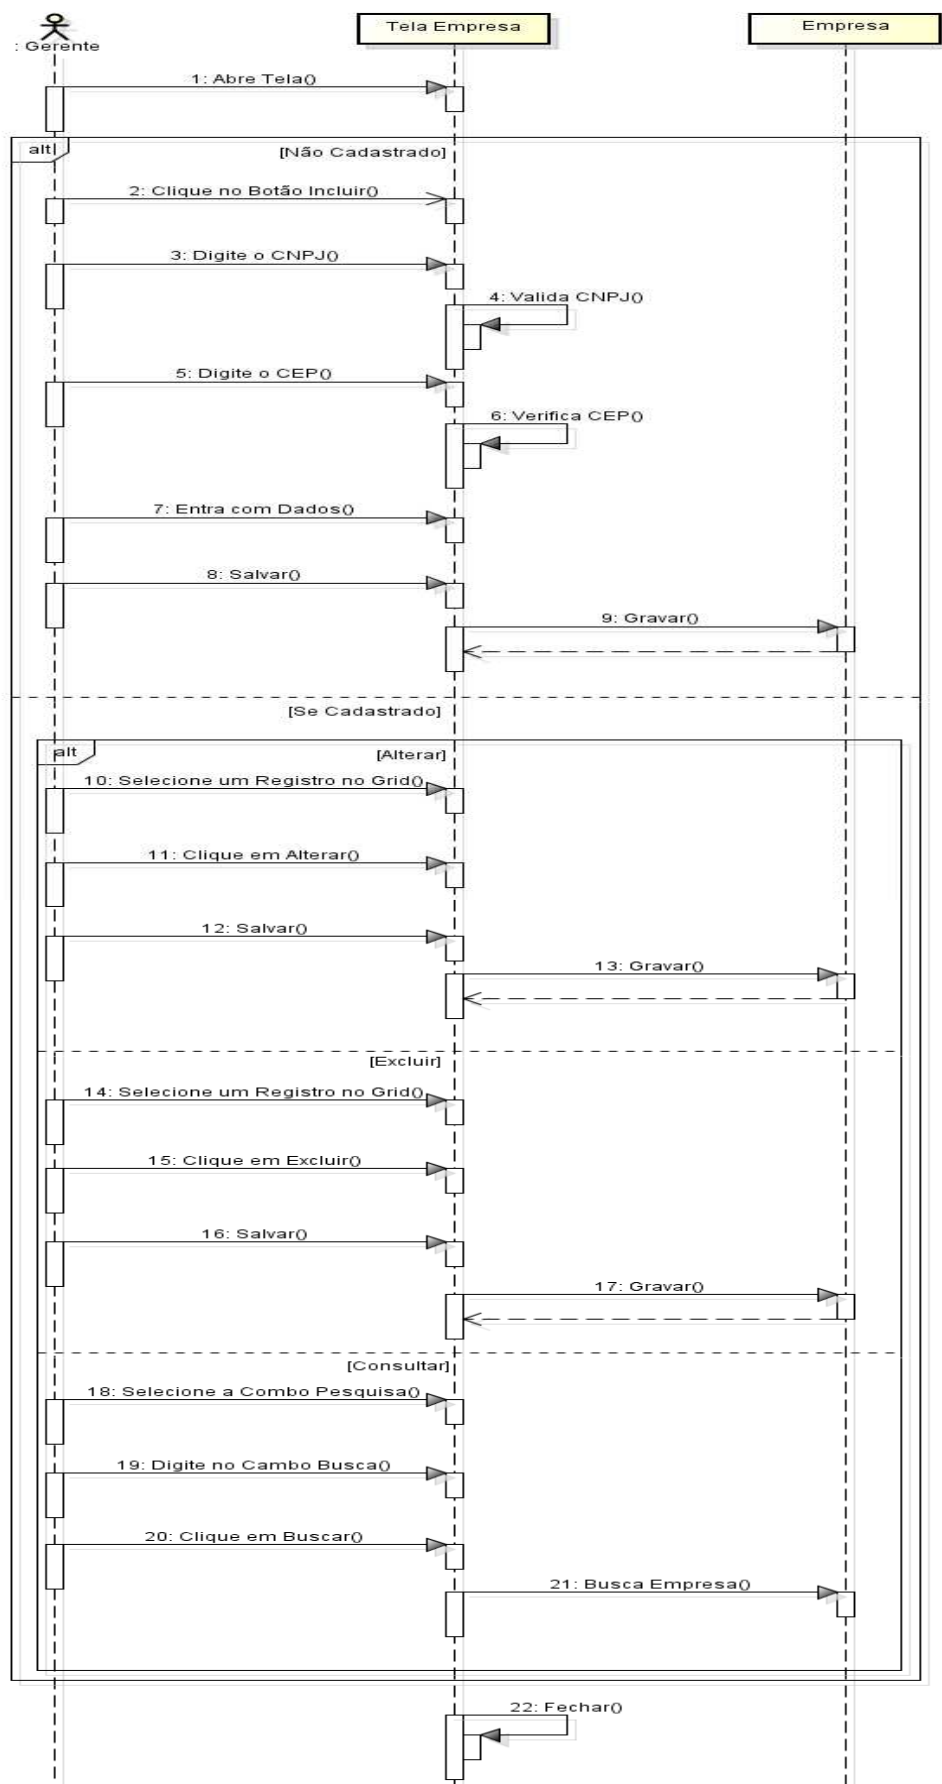 : Gerente
Tela Empresa
Empresa
1: Abre Tela()
alt
[Não Cadastrado]
2: Clique no Botão Incluir()
3: Digite o CNPJ()
4: Valida CNPJ()
5: Digite o CEP()
6: Verifica CEP()
7: Entra com Dados()
8: Salvar()
9: Gravar()
[Se Cadastrado]
alt
[Alterar]
10: Selecione um Registro no Grid()
11: Clique em Alterar()
12: Salvar()
13: Gravar()
[Excluir]
14: Selecione um Registro no Grid()
15: Clique em Excluir()
16: Salvar()
17: Gravar()
[Consultar]
18: Selecione a Combo Pesquisa()
19: Digite no Cambo Busca()
20: Clique em Buscar()
21: Busca Empresa()
22: Fechar()